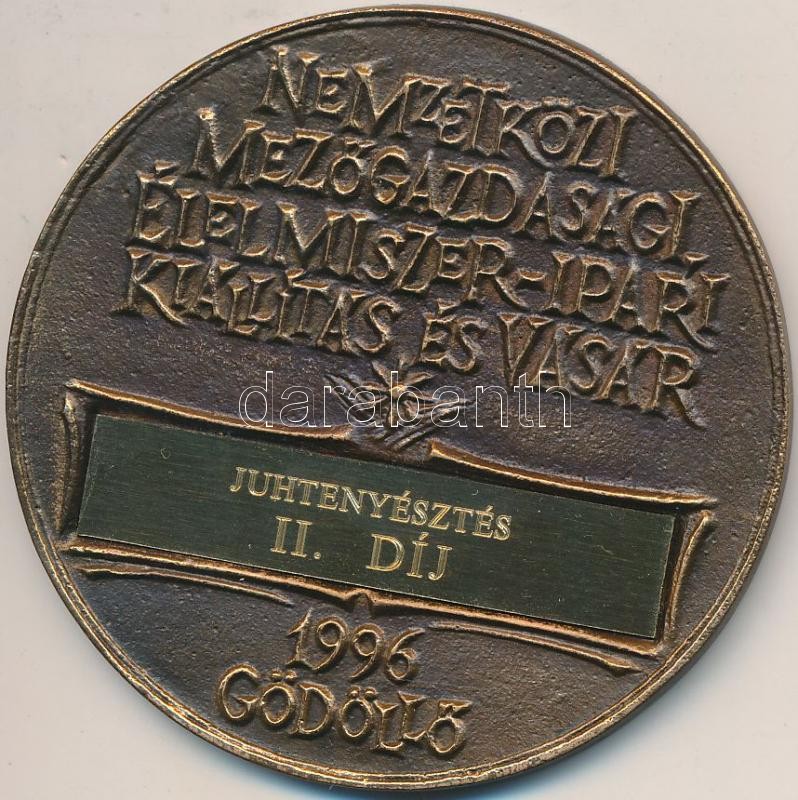 NEMZETKÖZI
MEZŐGAZDASÁGI,
ÉLELMISZER-IPARI
KIÁLLÍTÁS ÉS VÁSÁR
darabanth
JUHTENYÉSZTÉS
II. DÍJ
1996
GÖDÖLLŐ